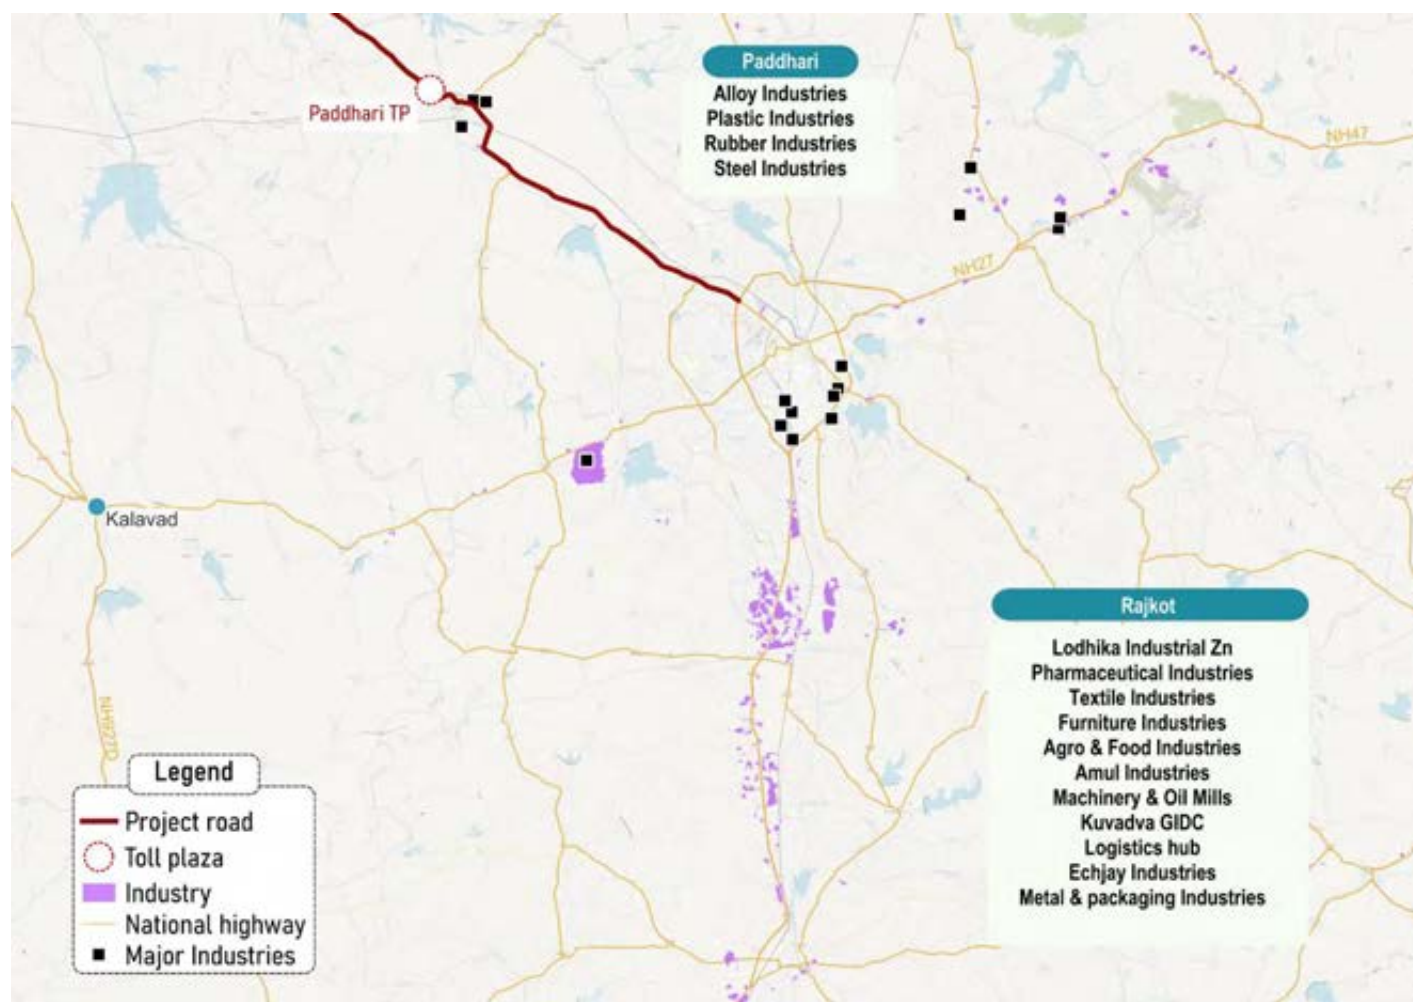 Paddhari
Alloy Industries
Plastic Industries
Rubber Industries
Steel Industries
Paddhari TP
NH47
NH27
Kalavad
NH927D
Rajkot
Lodhika Industrial Zn
Pharmaceutical Industries
Textile Industries
Furniture Industries
Agro & Food Industries
Amul Industries
Machinery & Oil Mills
Kuvadva GIDC
Logistics hub
Echjay Industries
Metal & packaging Industries
Legend
Project road
Toll plaza
Industry
National highway
Major Industries